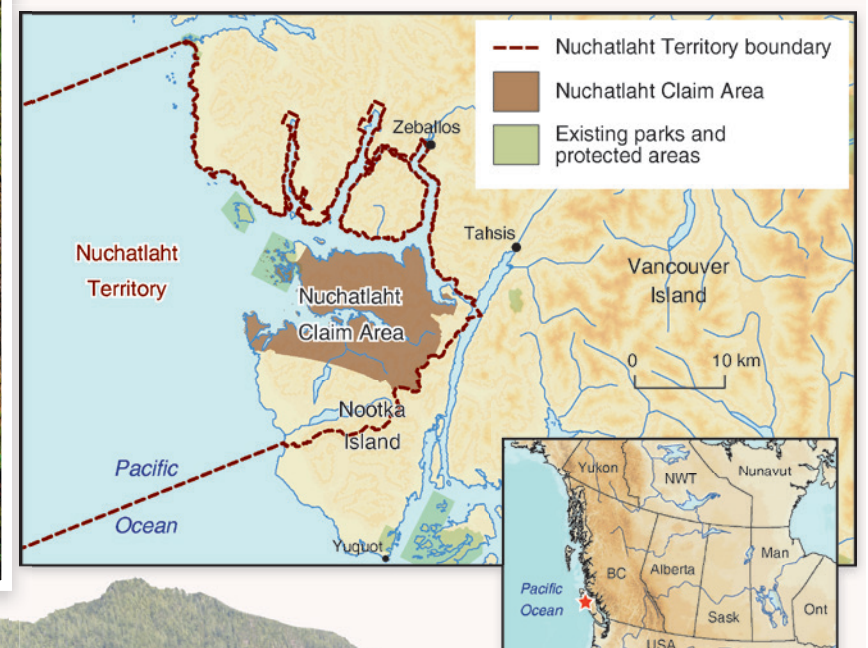 Nuchatlaht Territory boundary
Nuchatlaht Claim Area
Existing parks and
protected areas
Zeballos
Tahsis
Nuchatlaht
Territory
Vancouver
Island
Nuchatlaht
Claim Area
0 10 km
Nootka
Island
Pacific
Ocean
Yuquot
Yukon
NWT
Nunavut
Pacific
Ocean
BC
Alberta
Man
Sask
Ont
USA